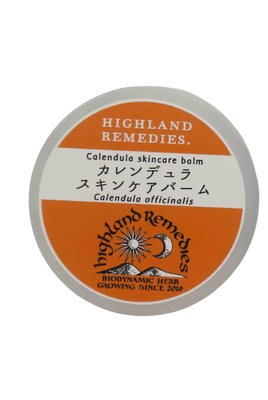 HIGHLAND
REMEDIES.
Calendula skincare balm
カレンデュラ
スキンケアバーム
Calendula officinalis
highland Remedies
BIODYNAMIC HERB
GROWING SINCE 2016